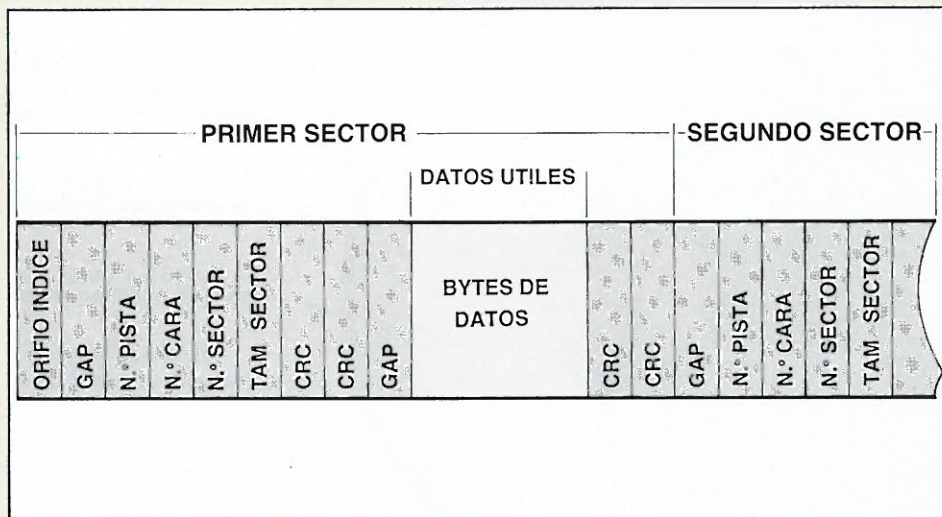 PRIMER SECTOR
SEGUNDO SECTOR
DATOS UTILES
ORIFIO INDICE
GAP
N.º PISTA
N.º CARA
N.º SECTOR
TAM SECTOR
CRC
CRC
GAP
BYTES DE
DATOS
CRC
CRC
GAP
N.º PISTA
N.º CARA
N.º SECTOR
TAM SECTOR